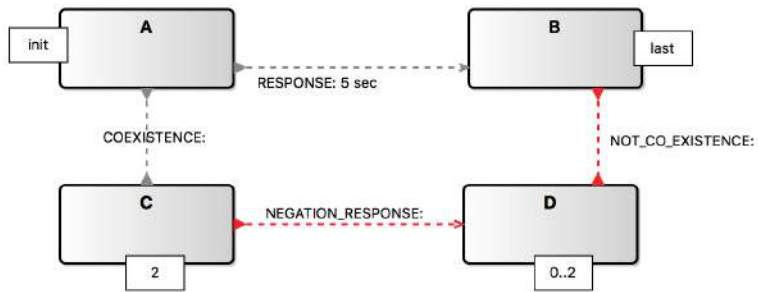 A
B
init
last
RESPONSE: 5 sec
COEXISTENCE:
NOT_CO_EXISTENCE:
C
D
NEGATION_RESPONSE:
2
0..2